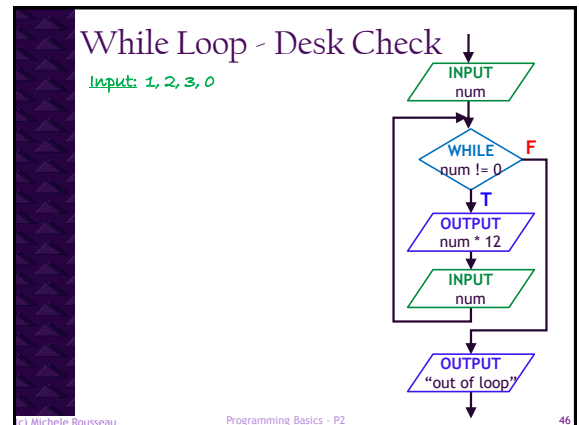 While Loop - Desk Check
Input: 1, 2, 3, 0
INPUT
num
WHILE
num != 0
F
T
OUTPUT
num * 12
INPUT
num
OUTPUT
“out of loop”
(c) Michele Rousseau
Programming Basics - P2
46